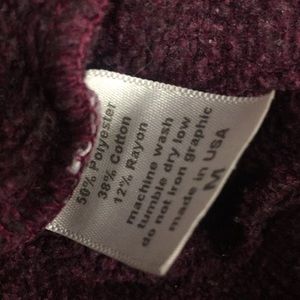 50% Polyester
38% Cotton
12% Rayon
machine wash
tumble dry low
do not iron graphic
made in USA
M